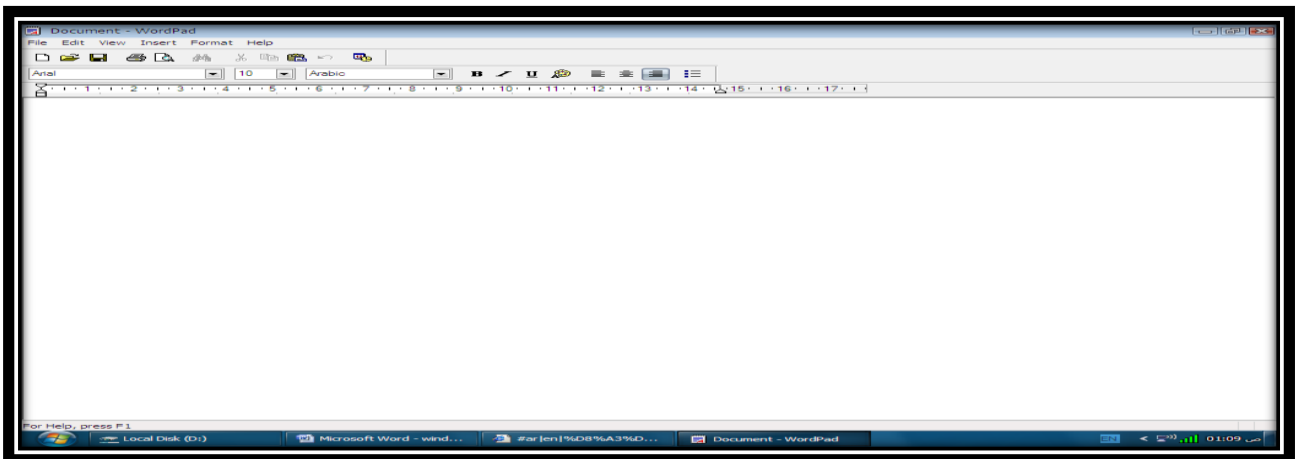 Document - WordPad
File Edit View Insert Format Help
Arial 10 Arabic B U
1 2 3 4 5 6 7 8 9 10 11 12 13 14 15 16 17
For Help, press F1
Local Disk (D:) Microsoft Word - wind... #ar|en|%D8%A3%D... Document - WordPad EN < 01:09 ص